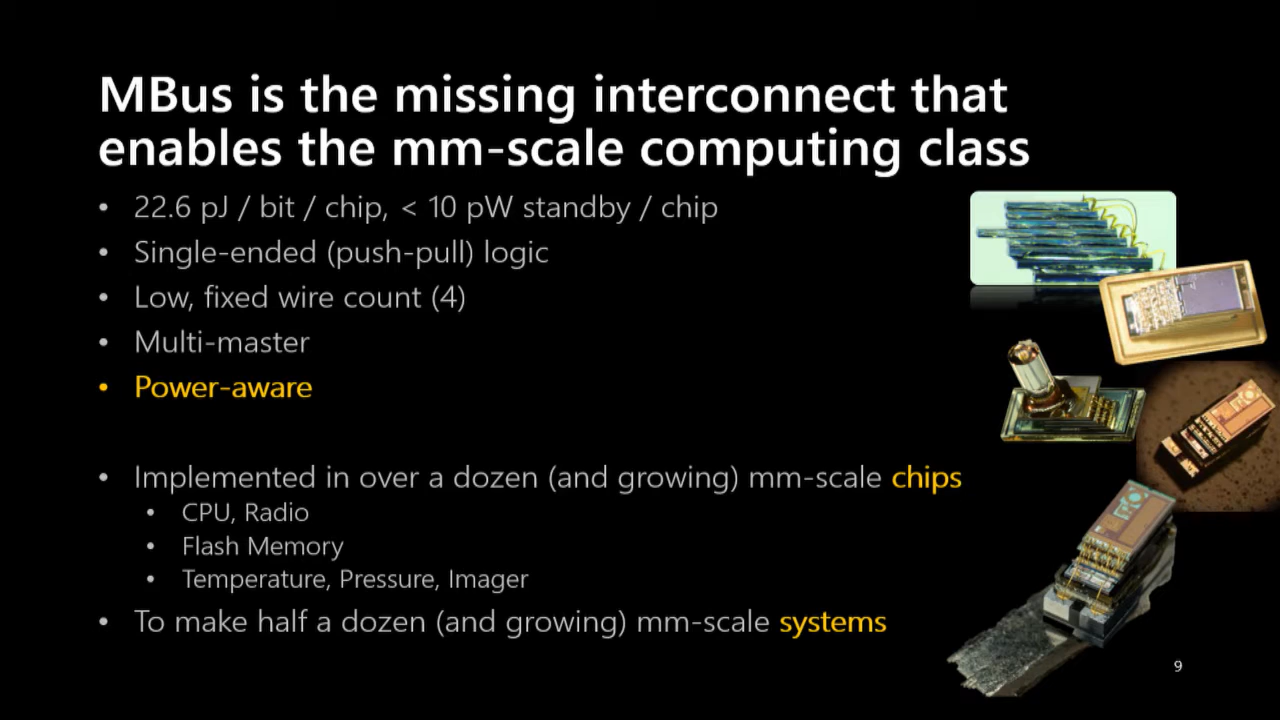 MBus is the missing interconnect that
enables the mm-scale computing class
• 22.6 pJ / bit / chip, < 10 pW standby / chip
• Single-ended (push-pull) logic
• Low, fixed wire count (4)
• Multi-master
• Power-aware
• Implemented in over a dozen (and growing) mm-scale chips
• CPU, Radio
• Flash Memory
• Temperature, Pressure, Imager
• To make half a dozen (and growing) mm-scale systems
9